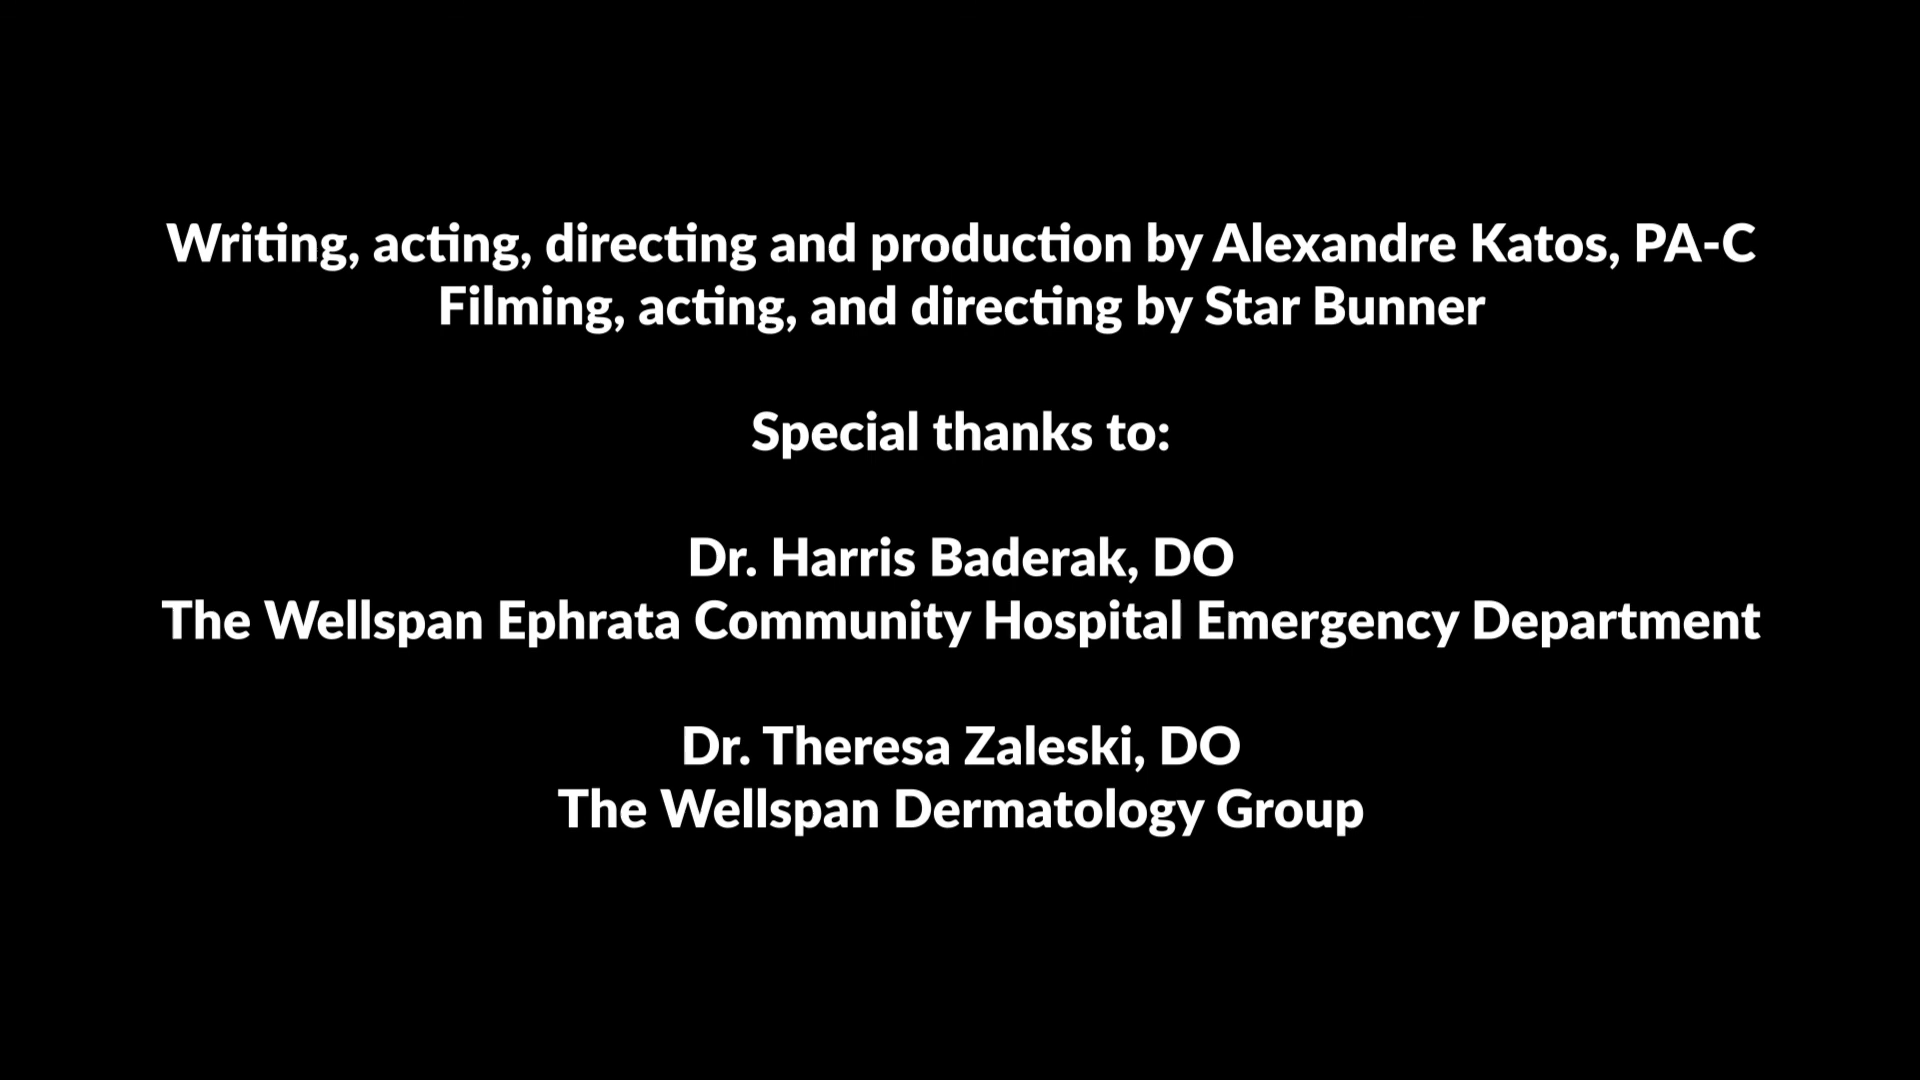 Writing, acting, directing and production by Alexandre Katos, PA-C
Filming, acting, and directing by Star Bunner
Special thanks to:
Dr. Harris Baderak, DO
The Wellspan Ephrata Community Hospital Emergency Department
Dr. Theresa Zaleski, DO
The Wellspan Dermatology Group